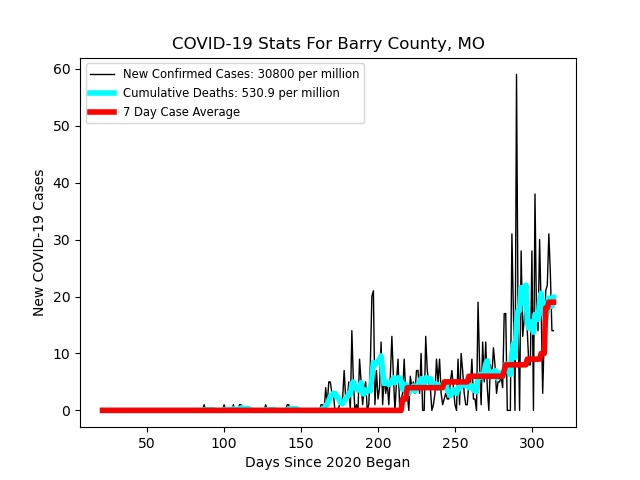 COVID-19 Stats For Barry County, MO
New Confirmed Cases: 30800 per million
Cumulative Deaths: 530.9 per million
7 Day Case Average
New COVID-19 Cases
60
50
40
30
20
10
0
50
100
150
200
250
300
Days Since 2020 Began